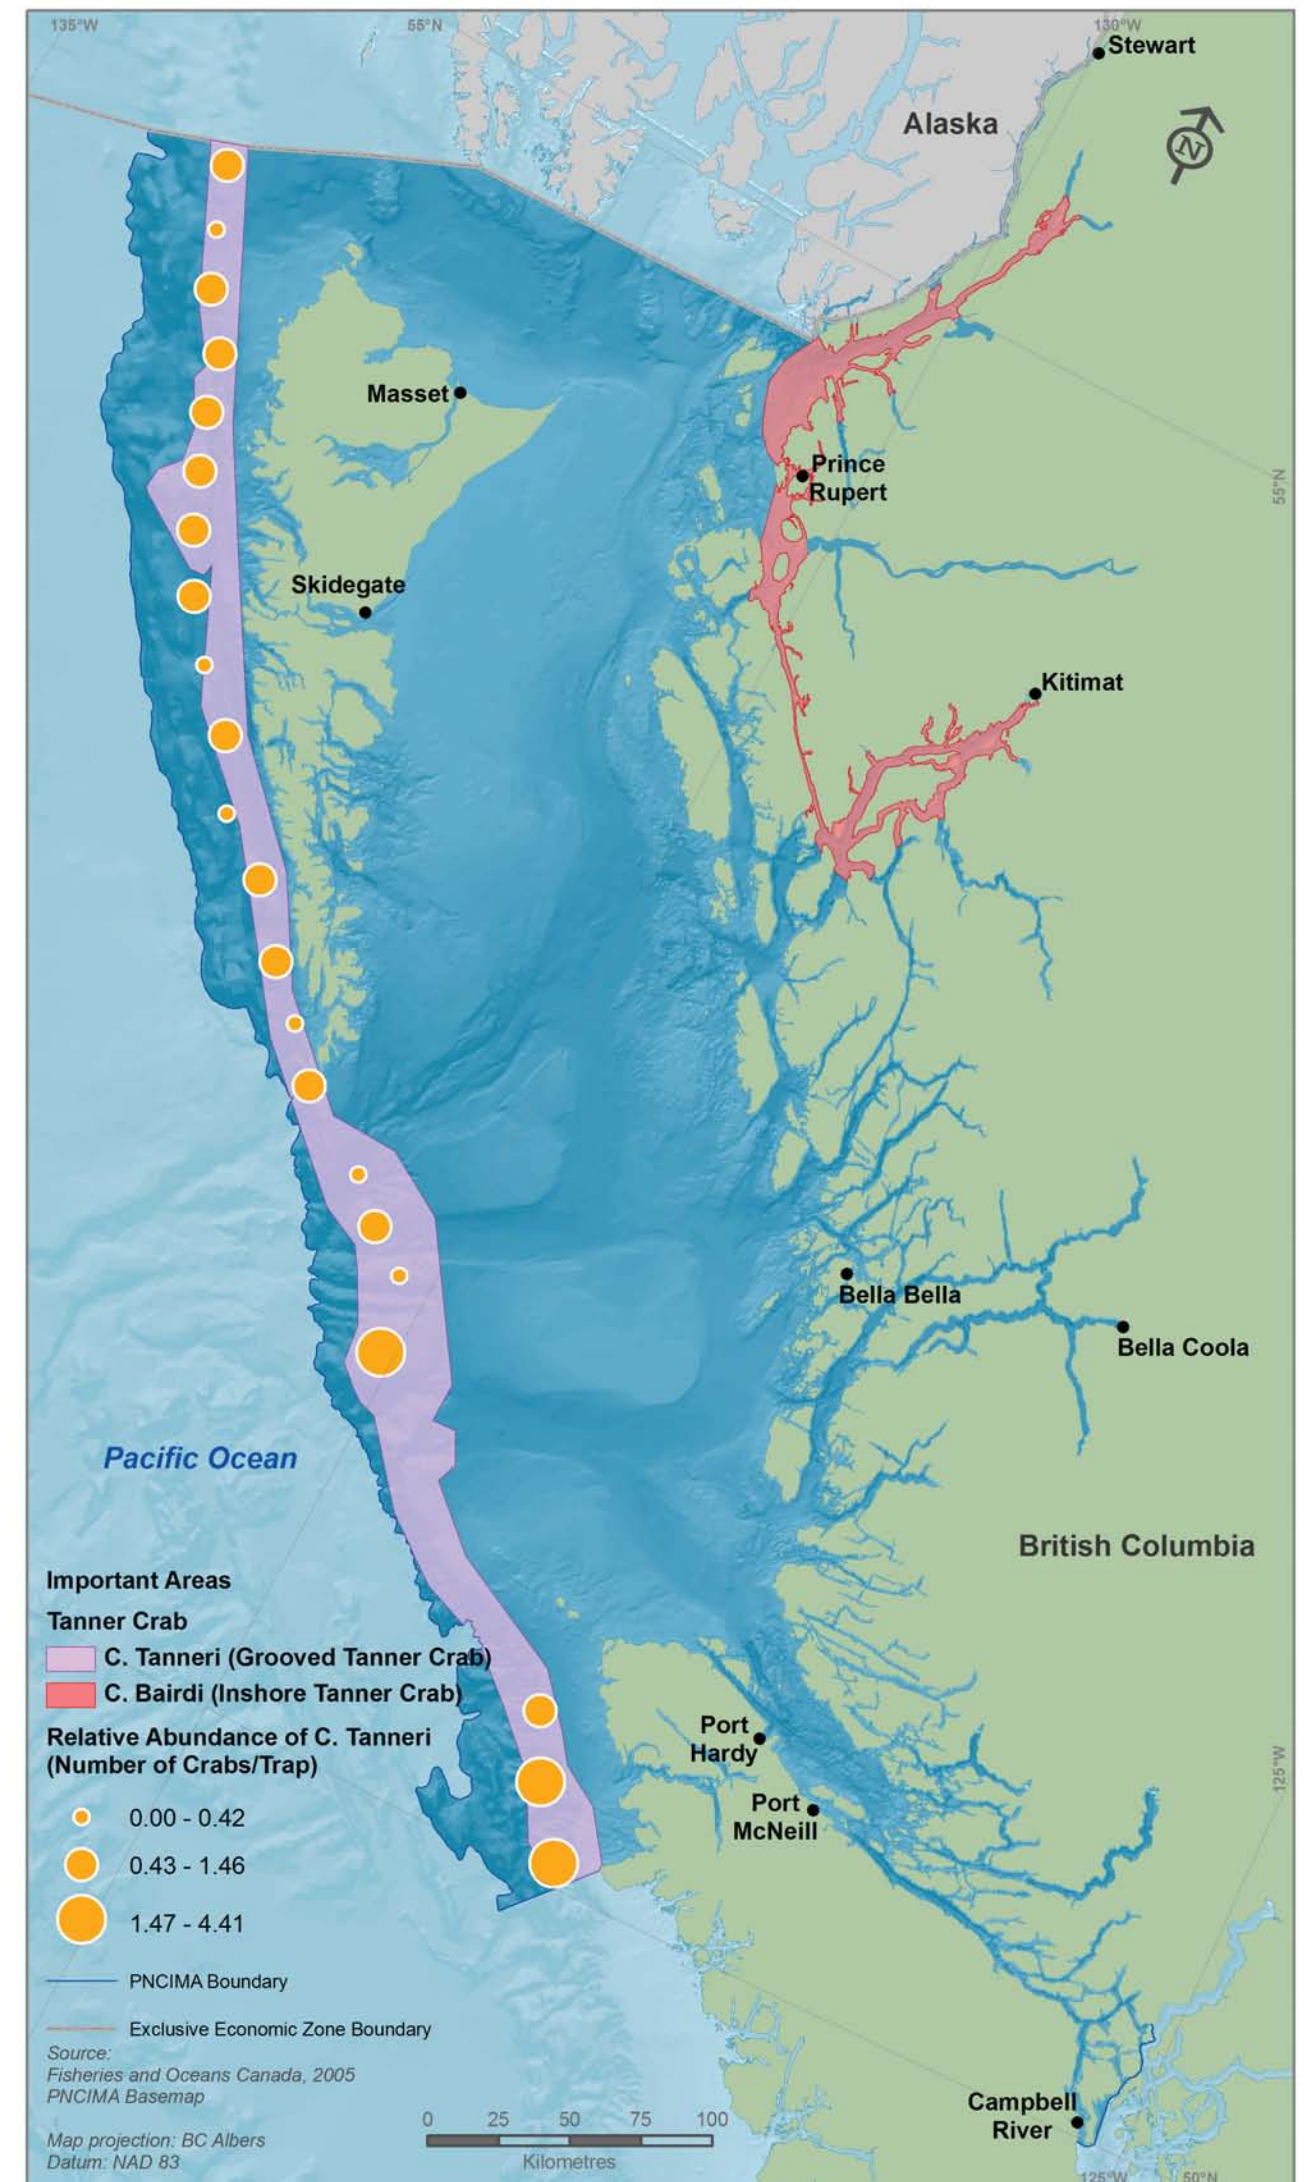 135°W
55°N
130°W
Stewart
Alaska
N
Masset
Prince
Rupert
55°N
Skidegate
Kitimat
Bella Bella
Bella Coola
Pacific Ocean
British Columbia
Important Areas
Tanner Crab
C. Tanneri (Grooved Tanner Crab)
C. Bairdi (Inshore Tanner Crab)
Relative Abundance of C. Tanneri
(Number of Crabs/Trap)
0.00 - 0.42
0.43 - 1.46
1.47 - 4.41
PNCIMA Boundary
Exclusive Economic Zone Boundary
Source:
Fisheries and Oceans Canada, 2005
PNCIMA Basemap
Map projection: BC Albers
Datum: NAD 83
Port
Hardy
Port
McNeill
125°W
Campbell
River
0 25 50 75 100
Kilometres
125°W
50°N